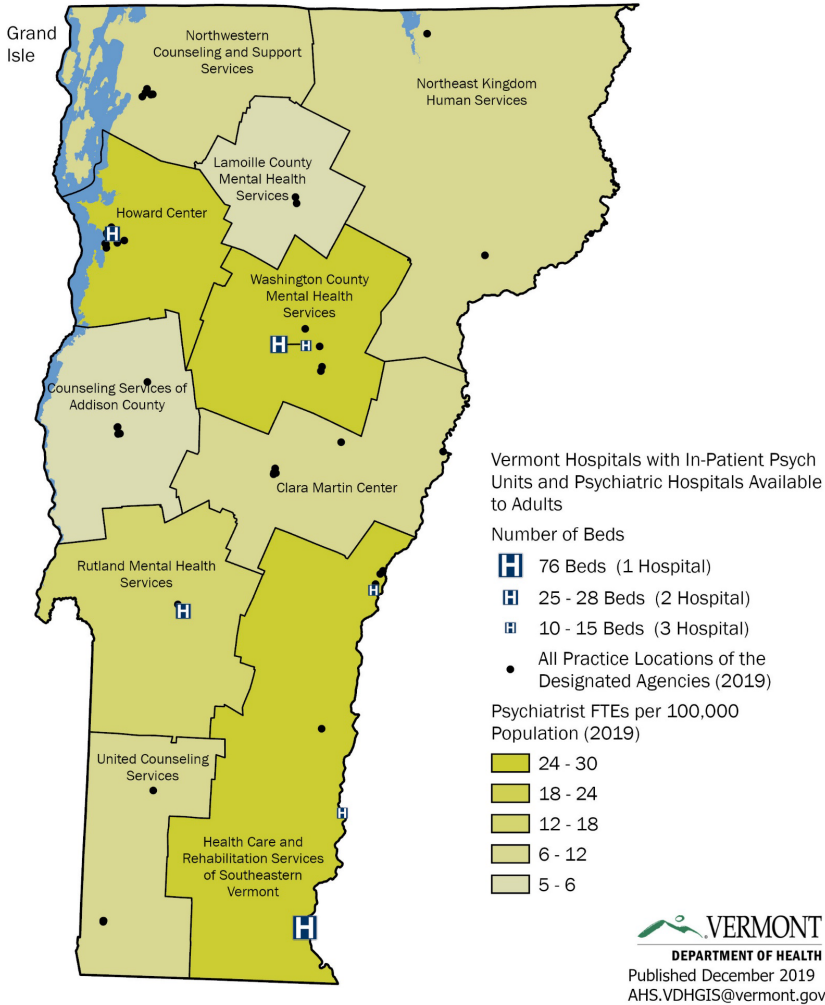 Grand
Isle
Northwestern
Counseling and Support
Services
Northeast Kingdom
Human Services
Lamoille County
Mental Health
Services
Howard Center
Washington County
Mental Health
Services
H
H
H
Counseling Services of
Addison County
Clara Martin Center
Rutland Mental Health
Services
H
H
United Counseling
Services
H
Health Care and
Rehabilitation Services
of Southeastern
Vermont
H
Vermont Hospitals with In-Patient Psych
Units and Psychiatric Hospitals Available
to Adults
Number of Beds
H 76 Beds (1 Hospital)
H 25 - 28 Beds (2 Hospital)
H 10 - 15 Beds (3 Hospital)
All Practice Locations of the
Designated Agencies (2019)
Psychiatrist FTEs per 100,000
Population (2019)
24 - 30
18 - 24
12 - 18
6 - 12
5 - 6
VERMONT
DEPARTMENT OF HEALTH
Published December 2019
AHS.VDHGIS@vermont.gov